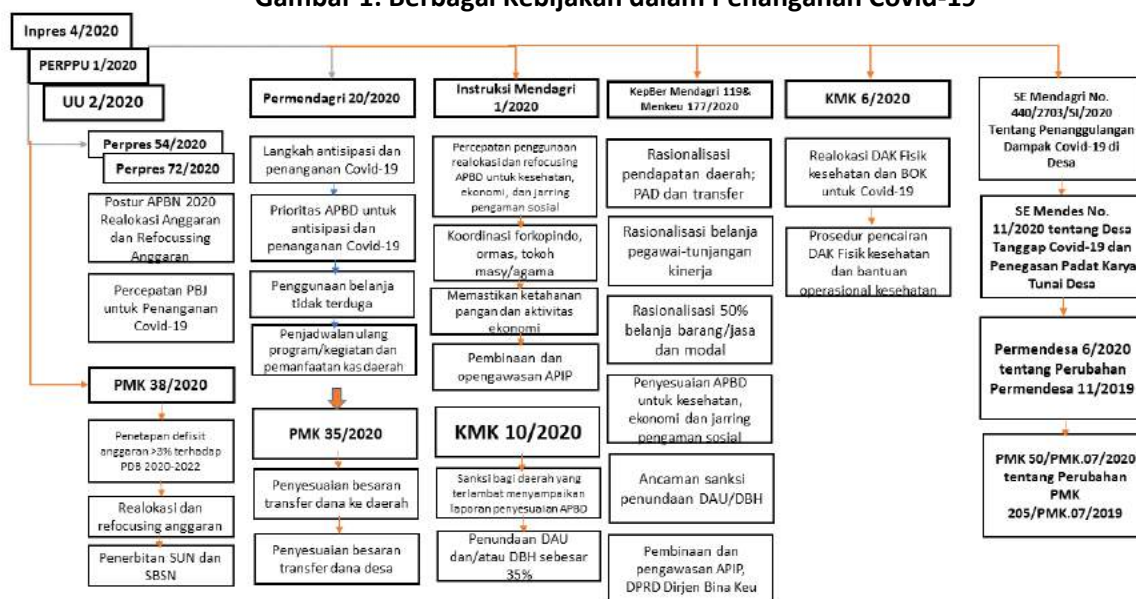 Gambar 1. Berbagai Kebijakan dalam Penanganan Covid-19
Inpres 4/2020
PERPPU 1/2020
UU 2/2020
Perpres 54/2020
Perpres 72/2020
Postur APBN 2020
Realokasi Anggaran
dan Refocussing
Anggaran
Percepatan PBJ
untuk Penanganan
Covid-19
PMK 38/2020
Penetapan defisit
anggaran >3% terhadap
PDB 2020-2022
Realokasi dan
refocusing anggaran
Penerbitan SUN dan
SBSN
Permendagri 20/2020
Langkah antisipasi dan
penanganan Covid-19
Prioritas APBD untuk
antisipasi dan
penanganan Covid-19
Penggunaan belanja
tidak terduga
Penjadwalan ulang
program/kegiatan dan
pemanfaatan kas daerah
PMK 35/2020
Penyesuaian besaran
transfer dana ke daerah
Penyesuaian besaran
transfer dana desa
Instruksi Mendagri
1/2020
Percepatan penggunaan
realokasi dan refocusing
APBD untuk kesehatan,
ekonomi, dan jarring
pengaman sosial
Koordinasi forkopindo,
ormas, tokoh
masy/agama
Memastikan ketahanan
pangan dan aktivitas
ekonomi
Pembinaan dan
opengawasan APIP
KMK 10/2020
Sanksi bagi daerah yang
terlambat menyampaikan
laporan penyesuaian APBD
Penundaan DAU
dan/atau DBH sebesar
35%
KepBer Mendagri 119&
Menkeu 177/2020
Rasionalisasi
pendapatan daerah;
PAD dan transfer
Rasionalisasi belanja
pegawai-tunjangan
kinerja
Rasionalisasi 50%
belanja barang/jasa
dan modal
Penyesuaian APBD
untuk kesehatan,
ekonomi dan jarring
pengaman sosial
Ancaman sanksi
penundaan DAU/DBH
Pembinaan dan
pengawasan APIP,
DPRD Dirjen Bina Keu
KMK 6/2020
Realokasi DAK Fisik
kesehatan dan BOK
untuk Covid-19
Prosedur pencairan
DAK Fisik kesehatan
dan bantuan
operasional kesehatan
SE Mendagri No.
440/2703/SI/2020
Tentang Penanggulangan
Dampak Covid-19 di
Desa
SE Mendes No.
11/2020 tentang Desa
Tanggap Covid-19 dan
Penegasan Padat Karya
Tunai Desa
Permendesa 6/2020
tentang Perubahan
Permendesa 11/2019
PMK 50/PMK.07/2020
tentang Perubahan
PMK
205/PMK.07/2019